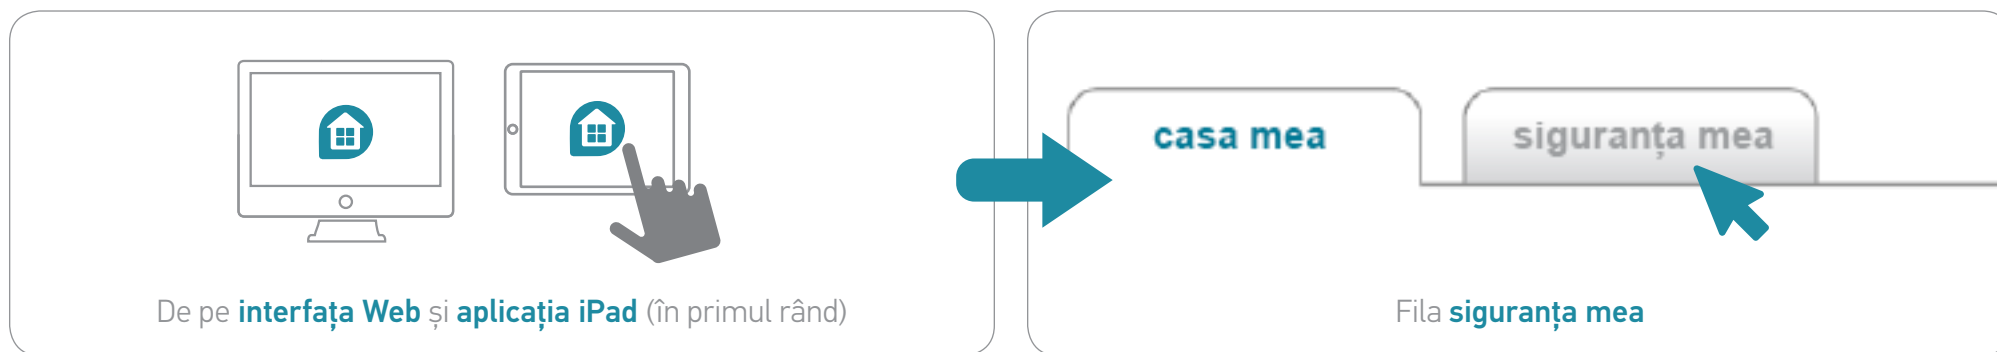 De pe interfața Web și aplicația iPad (în primul rând)
casa mea
siguranța mea
Fila siguranța mea